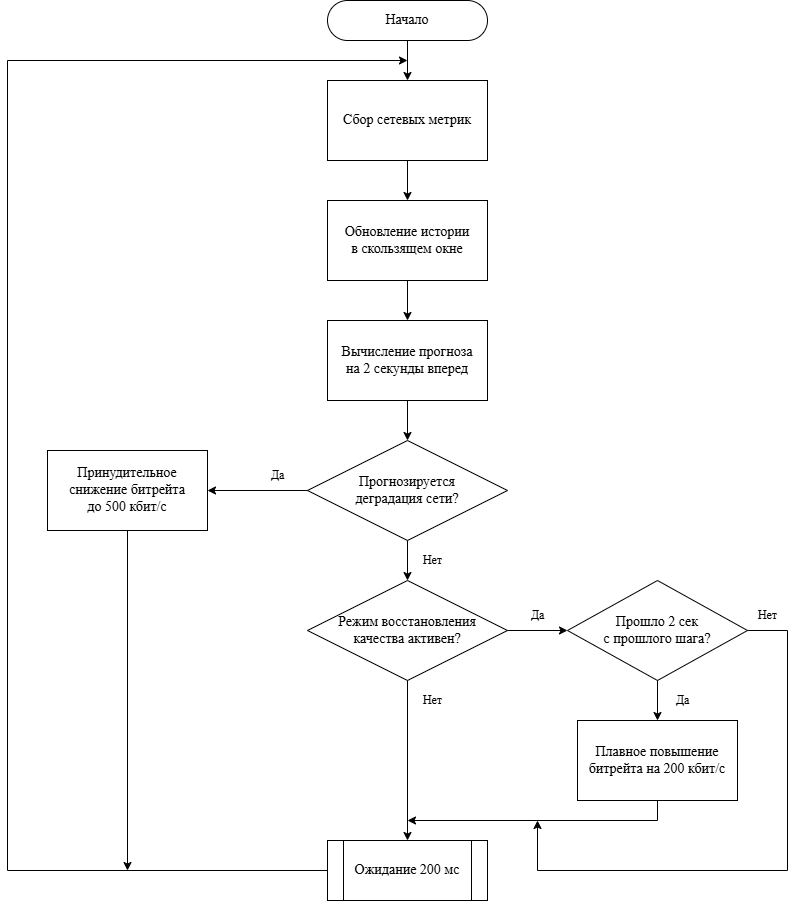 Начало
Сбор сетевых метрик
Обновление истории
в скользящем окне
Вычисление прогноза
на 2 секунды вперед
Прогнозируется
деградация сети?
Да
Принудительное
снижение битрейта
до 500 кбит/с
Нет
Режим восстановления
качества активен?
Да
Прошло 2 сек
с прошлого шага?
Нет
Нет
Да
Плавное повышение
битрейта на 200 кбит/с
Ожидание 200 мс